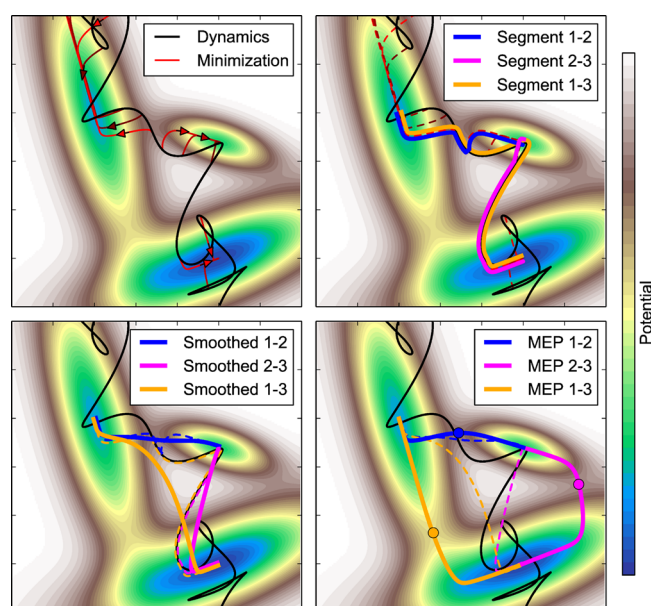 Dynamics
Minimization
Segment 1-2
Segment 2-3
Segment 1-3
Smoothed 1-2
Smoothed 2-3
Smoothed 1-3
MEP 1-2
MEP 2-3
MEP 1-3
Potential